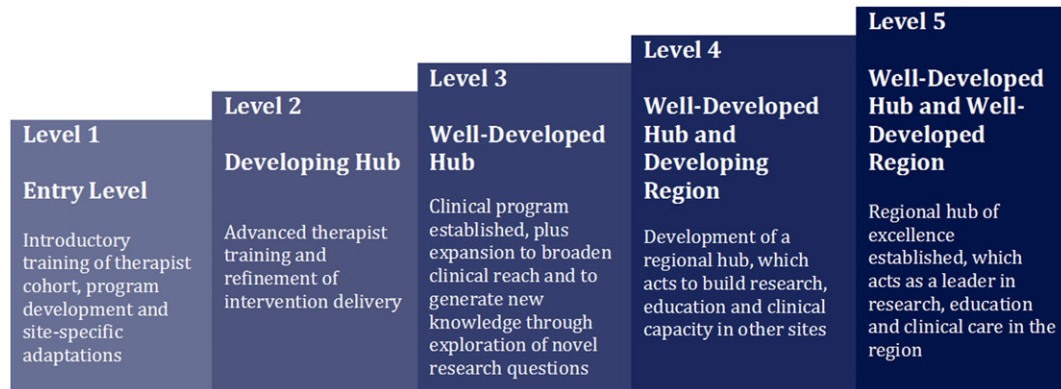 Level 1
Entry Level
Introductory
training of therapist
cohort, program
development and
site-specific
adaptations
Level 2
Developing Hub
Advanced therapist
training and
refinement of
intervention delivery
Level 3
Well-Developed
Hub
Clinical program
established, plus
expansion to broaden
clinical reach and to
generate new
knowledge through
exploration of novel
research questions
Level 4
Well-Developed
Hub and
Developing
Region
Development of a
regional hub, which
acts to build research,
education and clinical
capacity in other sites
Level 5
Well-Developed
Hub and Well-
Developed
Region
Regional hub of
excellence
established, which
acts as a leader in
research, education
and clinical care in the
region